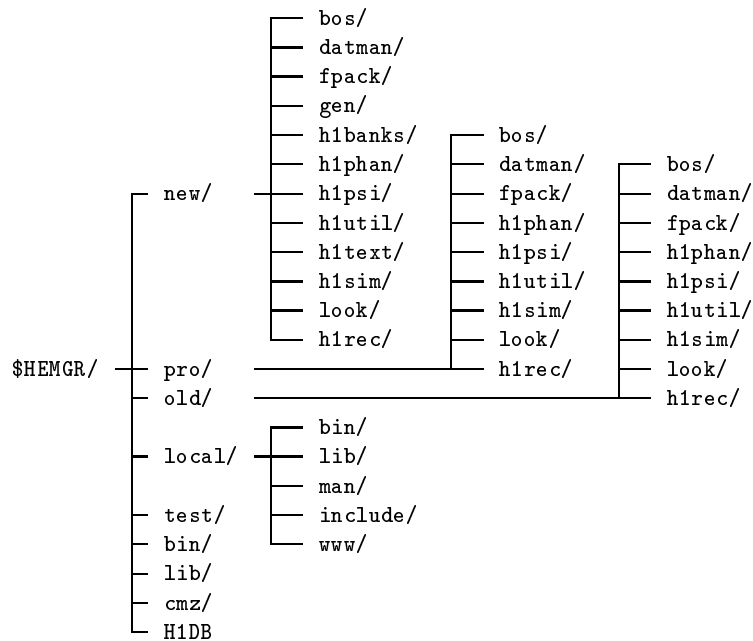 bos/
datman/
fpack/
gen/
h1banks/ bos/
h1phan/ datman/ bos/
new/ h1psi/ fpack/ datman/
h1util/ h1phan/ fpack/
h1text/ h1psi/ h1phan/
h1sim/ h1util/ h1psi/
look/ h1sim/ h1util/
h1rec/ look/ h1sim/
$HEMGR/ pro/ h1rec/ look/
old/ h1rec/
bin/
local/ lib/
man/
test/ include/
bin/ www/
lib/
cmz/
H1DB